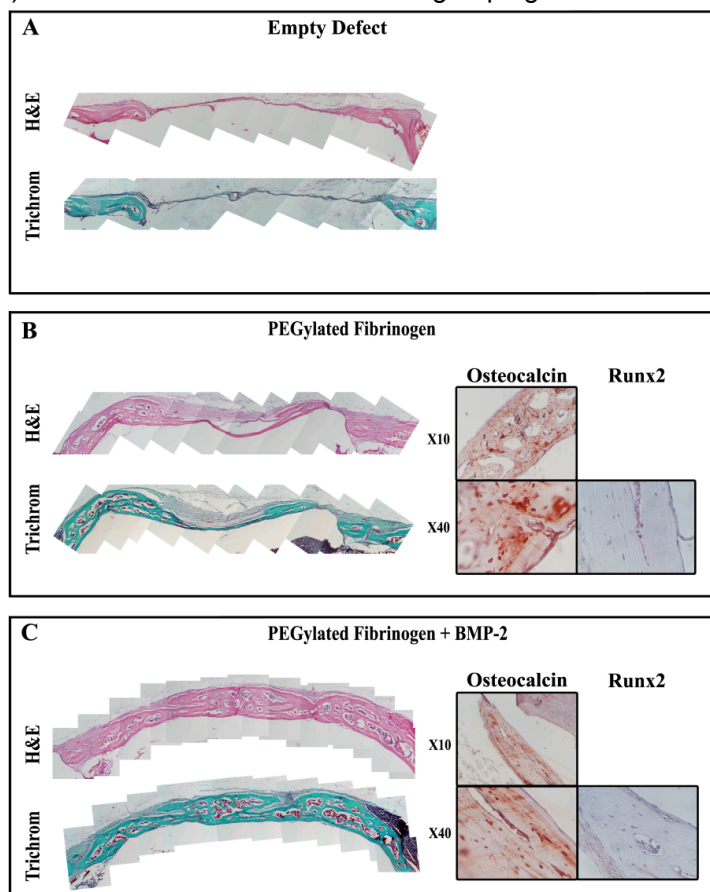 A
Empty Defect
H&E
Trichrom
B
PEGylated Fibrinogen
Osteocalcin Runx2
H&E
X10
Trichrom
X40
C
PEGylated Fibrinogen + BMP-2
Osteocalcin Runx2
H&E
X10
Trichrom
X40